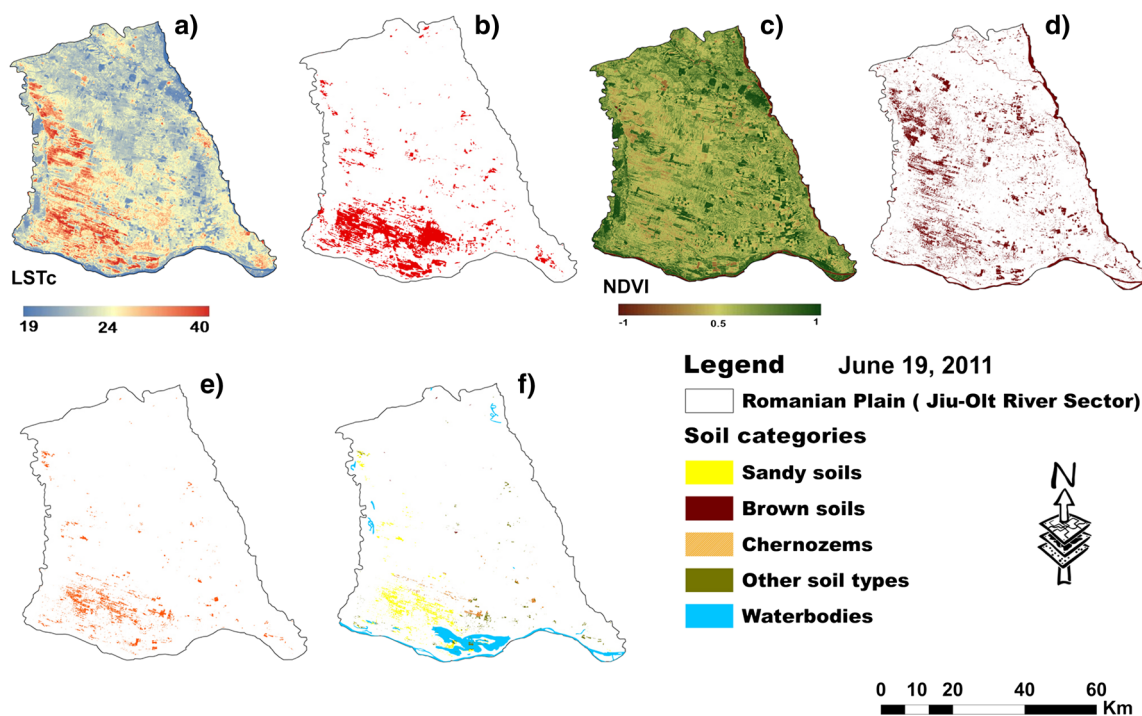 a) b) c) d)
LSTc
19 24 40
NDVI
-1 0.5 1
e) f)
Legend June 19, 2011
Romanian Plain ( Jiu-Olt River Sector)
Soil categories
Sandy soils
Brown soils
Chernozems
Other soil types
Waterbodies
N
0 10 20 40 60
Km